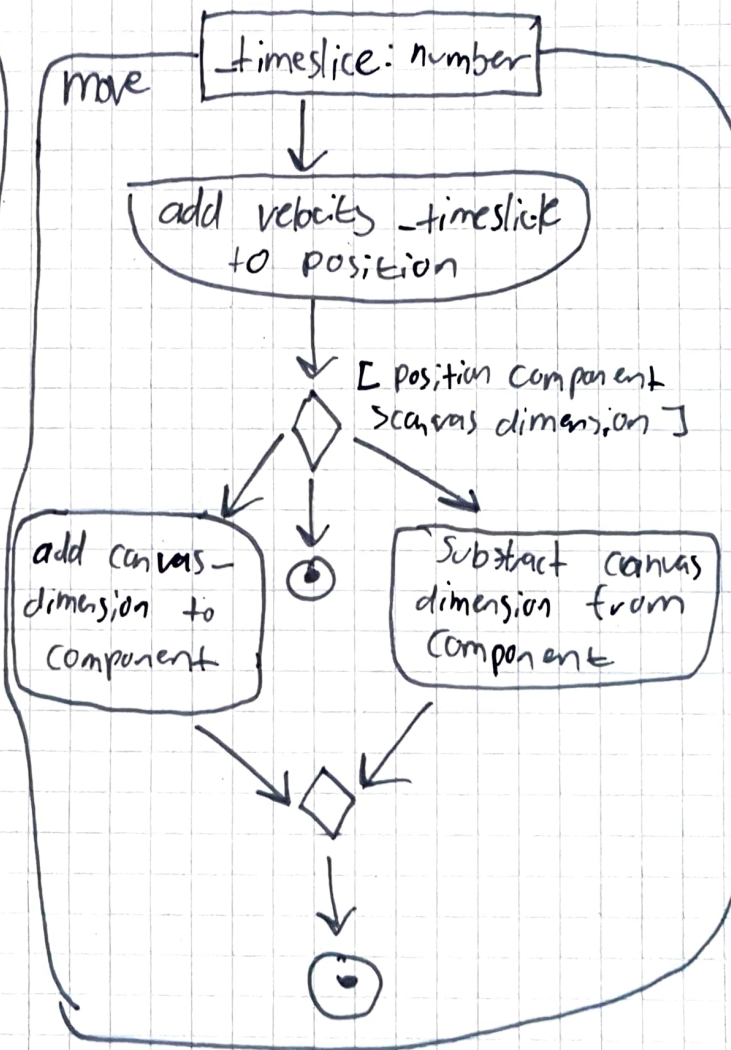 _timeslice: number
move
add velocity _timeslice
to position
[ position component
>canvas dimension ]
add canvas-
dimension to
component
Substract canvas
dimension from
component